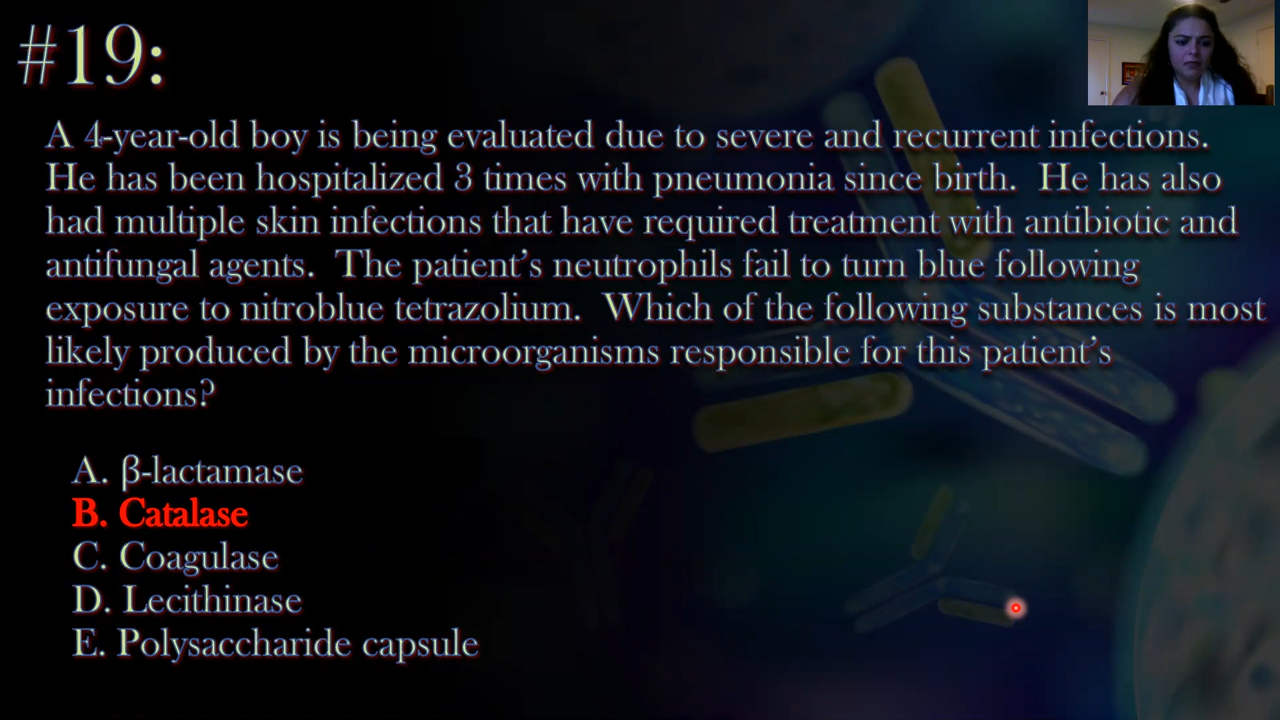 #19:
A 4-year-old boy is being evaluated due to severe and recurrent infections.
He has been hospitalized 3 times with pneumonia since birth.  He has also
had multiple skin infections that have required treatment with antibiotic and
antifungal agents.  The patient’s neutrophils fail to turn blue following
exposure to nitroblue tetrazolium.  Which of the following substances is most
likely produced by the microorganisms responsible for this patient’s
infections?
A. β-lactamase
B. Catalase
C. Coagulase
D. Lecithinase
E. Polysaccharide capsule